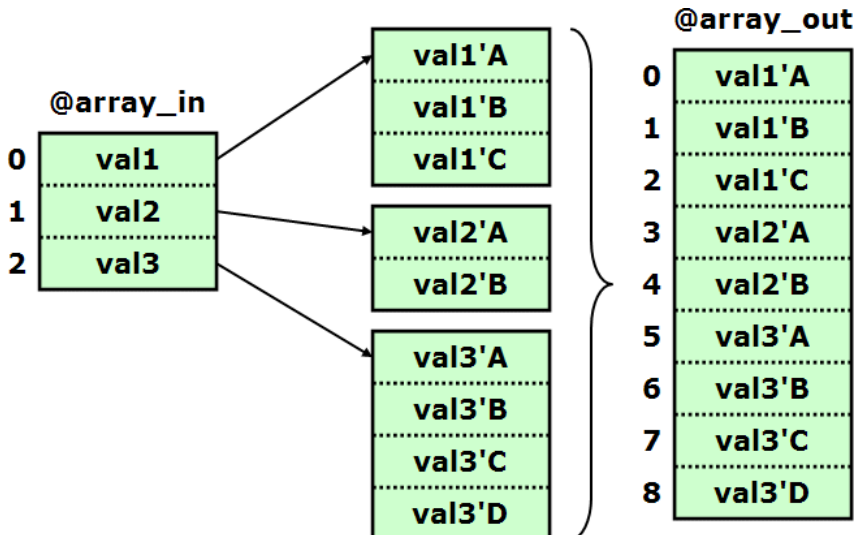 @array_in
0 val1
1 val2
2 val3
val1'A
val1'B
val1'C
val2'A
val2'B
val3'A
val3'B
val3'C
val3'D
@array_out
0 val1'A
1 val1'B
2 val1'C
3 val2'A
4 val2'B
5 val3'A
6 val3'B
7 val3'C
8 val3'D